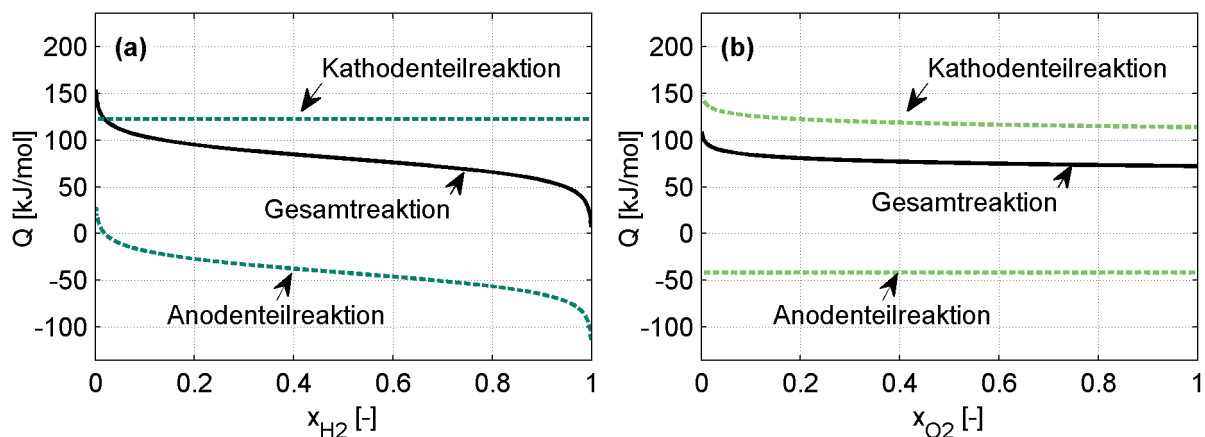 (a)
Kathodenteilreaktion
Gesamtreaktion
Anodenteilreaktion
Q [kJ/mol]
200
150
100
50
0
-50
-100
0
0.2
0.4
0.6
0.8
1
x_H2 [-]
(b)
Kathodenteilreaktion
Gesamtreaktion
Anodenteilreaktion
Q [kJ/mol]
200
150
100
50
0
-50
-100
0
0.2
0.4
0.6
0.8
1
x_O2 [-]